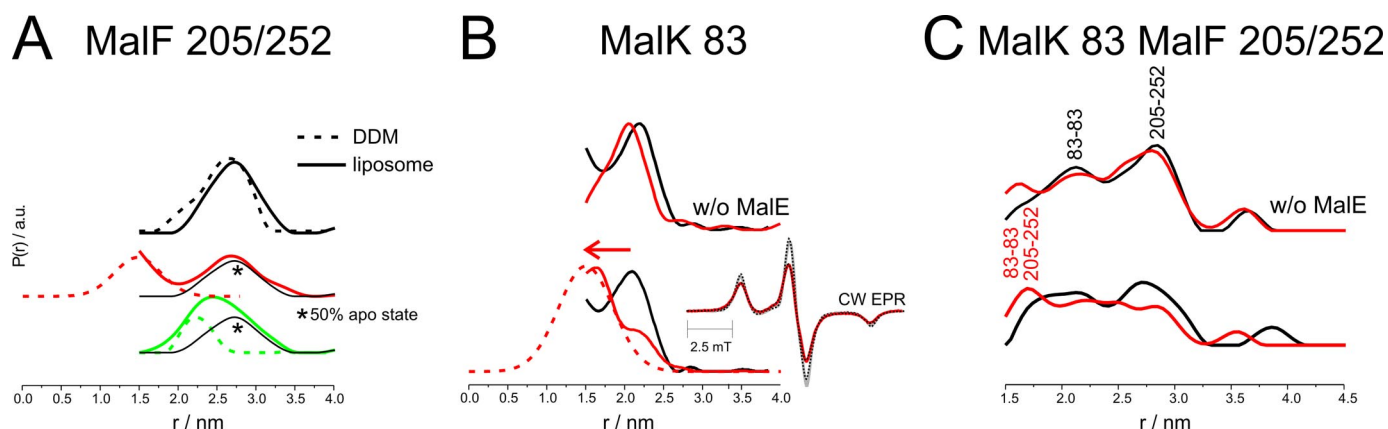 A MalF 205/252
B MalK 83
C MalK 83 MalF 205/252
DDM
liposome
P(r) / a.u.
*
*
*50% apo state
0.0 0.5 1.0 1.5 2.0 2.5 3.0 3.5 4.0
r / nm
w/o MalE
CW EPR
2.5 mT
0.0 0.5 1.0 1.5 2.0 2.5 3.0 3.5 4.0
r / nm
83-83
205-252
w/o MalE
83-83
205-252
1.5 2.0 2.5 3.0 3.5 4.0 4.5
r / nm